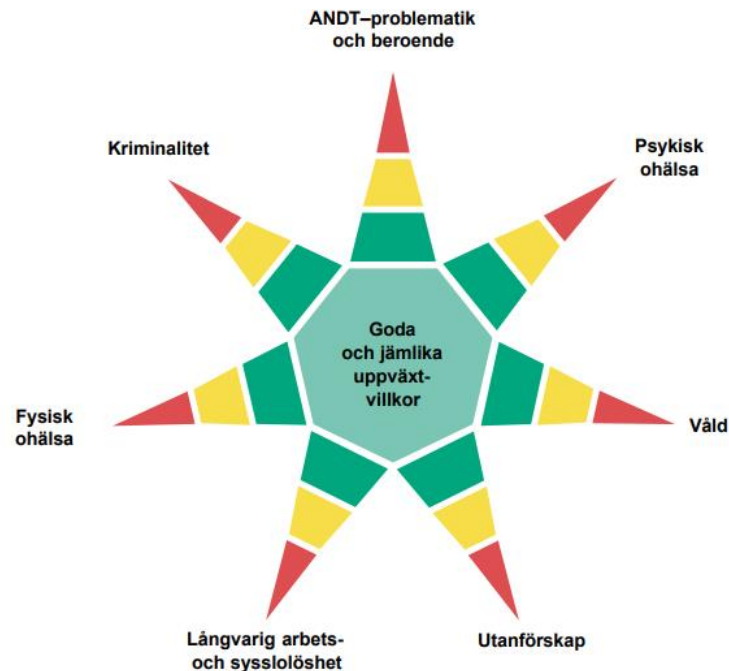 ANDT–problematik
och beroende
Kriminalitet
Psykisk
ohälsa
Goda
och jämlika
uppväxt-
villkor
Fysisk
ohälsa
Våld
Långvarig arbets-
och sysslolöshet
Utanförskap